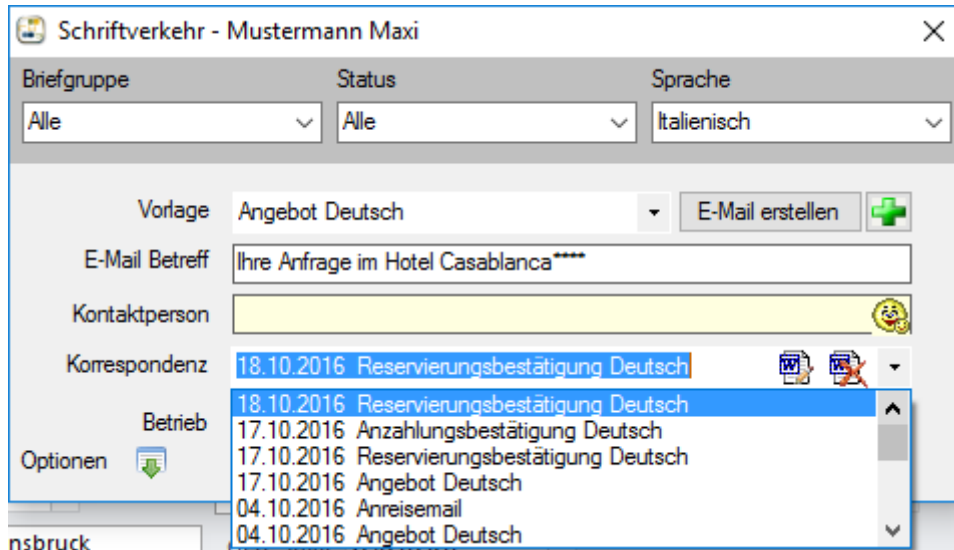 Schriftverkehr - Mustermann Maxi
Briefgruppe Status Sprache
Alle Alle Italienisch
Vorlage Angebot Deutsch E-Mail erstellen
E-Mail Betreff Ihre Anfrage im Hotel Casablanca****
Kontaktperson
Korrespondenz 18.10.2016 Reservierungsbestätigung Deutsch
18.10.2016 Reservierungsbestätigung Deutsch
Betrieb 17.10.2016 Anzahlungsbestätigung Deutsch
Optionen 17.10.2016 Reservierungsbestätigung Deutsch
17.10.2016 Angebot Deutsch
04.10.2016 Anreisemail
04.10.2016 Angebot Deutsch
nsbruck